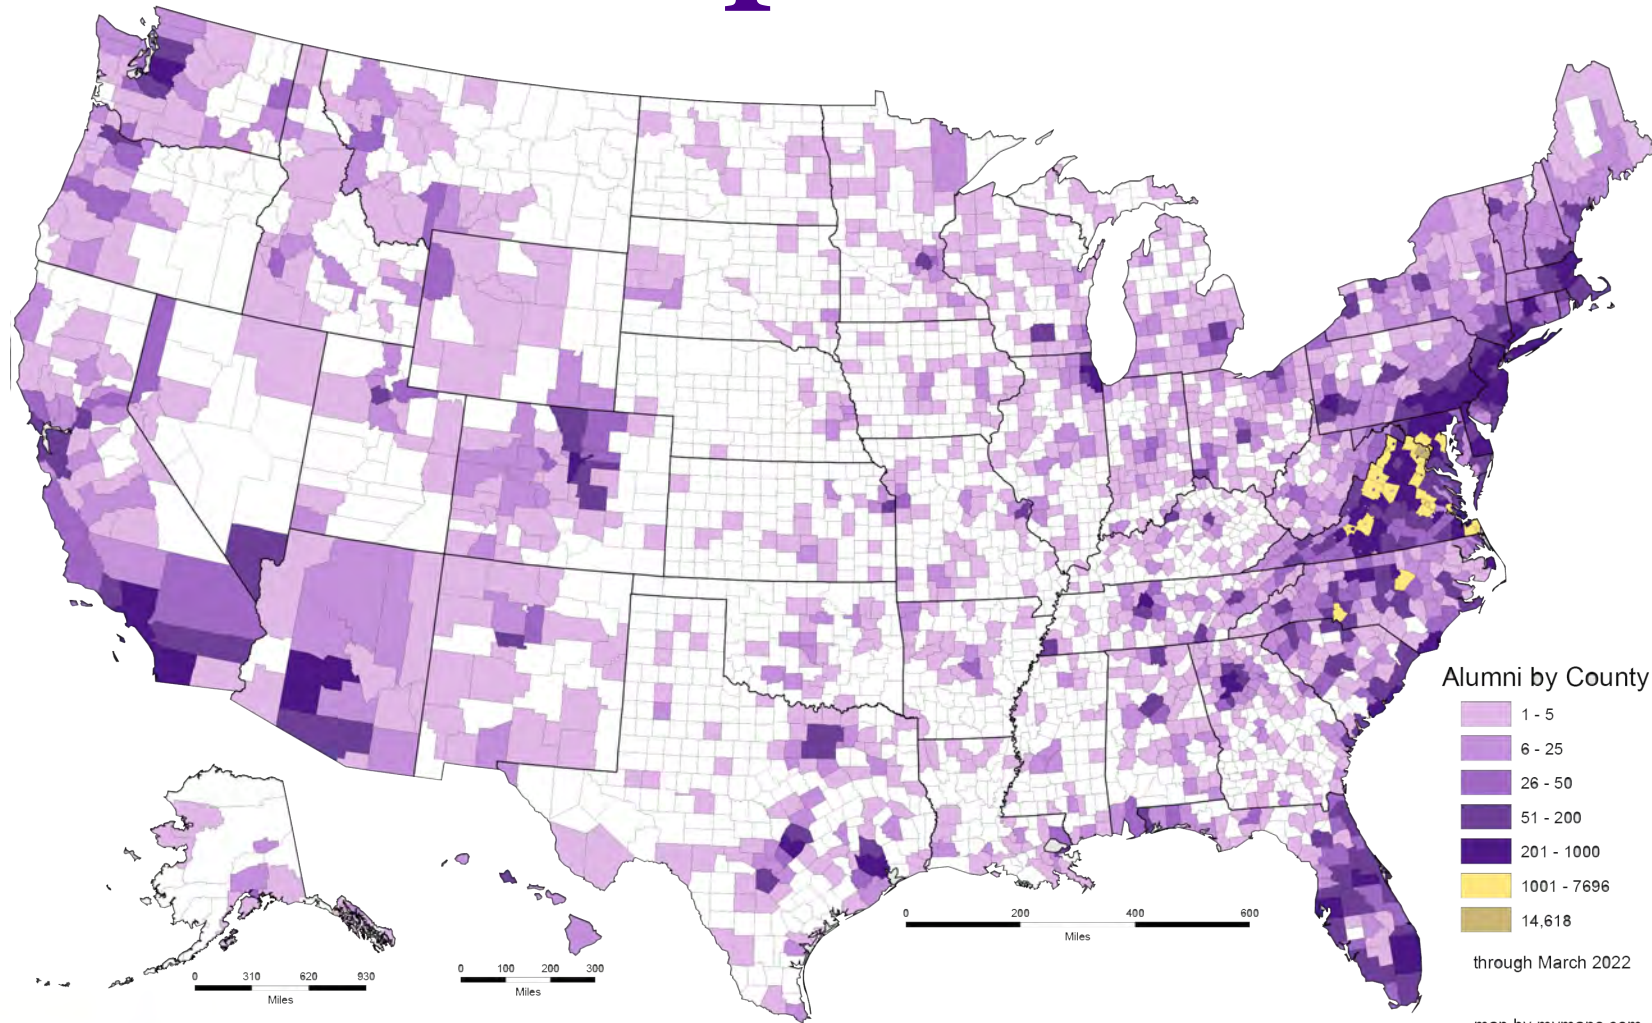 Alumni by County
1 - 5
6 - 25
26 - 50
51 - 200
201 - 1000
1001 - 7696
14,618
through March 2022
0 200 400 600
Miles
0 310 620 930
Miles
0 100 200 300
Miles